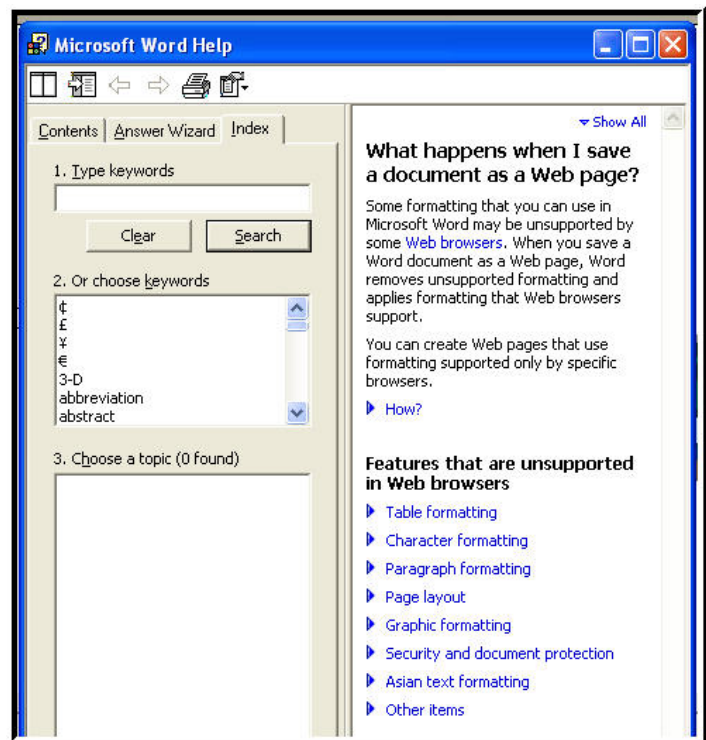 Microsoft Word Help
Contents Answer Wizard Index
1. Type keywords
Clear Search
2. Or choose keywords
¢
£
¥
€
3-D
abbreviation
abstract
3. Choose a topic (0 found)
Show All
What happens when I save
a document as a Web page?
Some formatting that you can use in
Microsoft Word may be unsupported by
some Web browsers. When you save a
Word document as a Web page, Word
removes unsupported formatting and
applies formatting that Web browsers
support.
You can create Web pages that use
formatting supported only by specific
browsers.
How?
Features that are unsupported
in Web browsers
Table formatting
Character formatting
Paragraph formatting
Page layout
Graphic formatting
Security and document protection
Asian text formatting
Other items